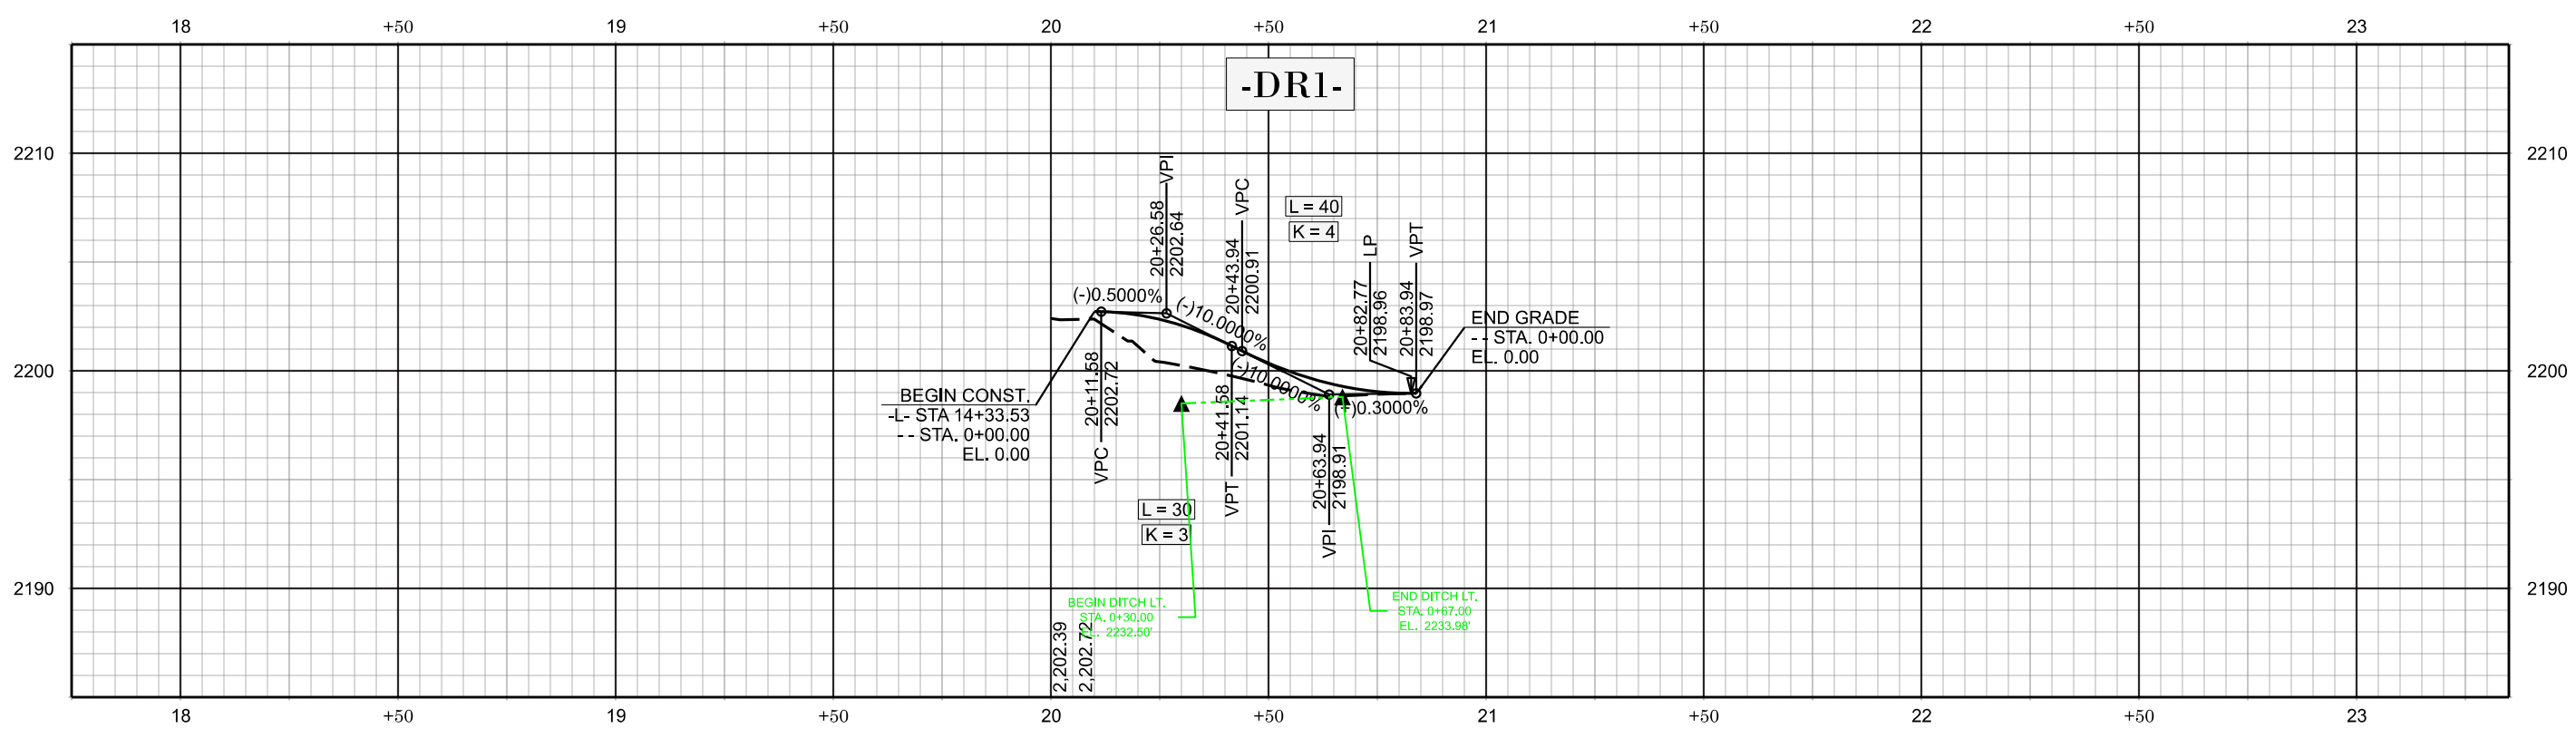 18 +50 19 +50 20 +50 21 +50 22 +50 23
-DR1-
2210 2210
VPI
20+26.58
2202.64
VPC
20+43.94
2200.91
L = 40
K = 4
LP
20+82.77
2198.96
VPT
20+83.94
2198.97
(-)0.5000%
(-)10.0000%
END GRADE
- - STA. 0+00.00
EL. 0.00
2200 2200
(-)10.0000%
(+)0.3000%
BEGIN CONST.
-L- STA 14+33.53
- - STA. 0+00.00
EL. 0.00
20+11.58
2202.72
VPC
20+41.58
2201.14
VPT
20+63.94
2198.91
VPI
L = 30
K = 3
2190 2190
BEGIN DITCH LT.
STA. 0+30.00
EL. 2232.50'
END DITCH LT.
STA. 0+67.00
EL. 2233.98'
2,202.39
2,202.72
18 +50 19 +50 20 +50 21 +50 22 +50 23